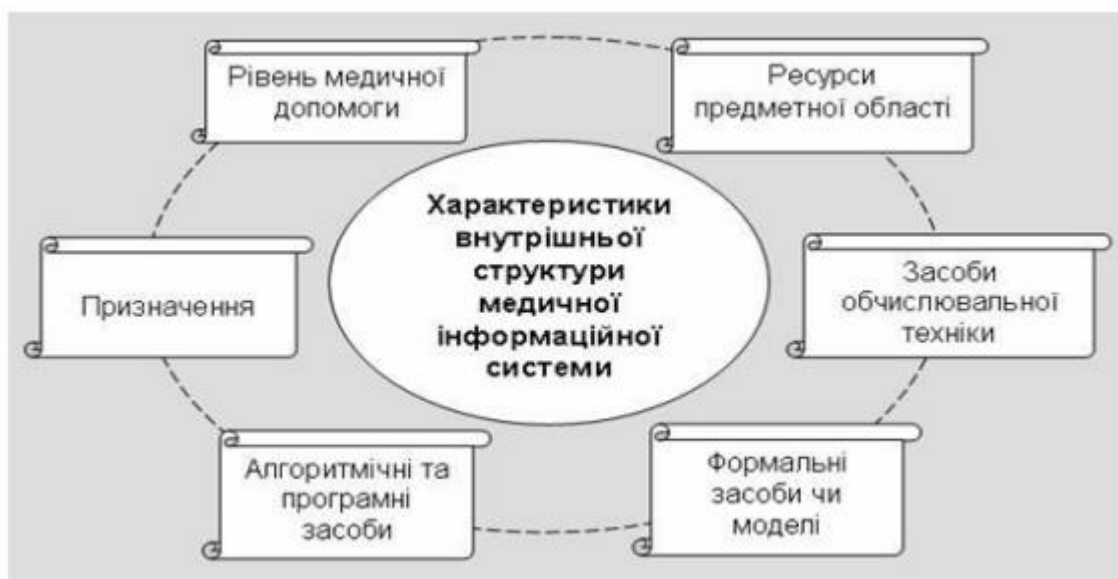 Рівень медичної
допомоги
Ресурси
предметної області
Характеристики
внутрішньої
структури
медичної
інформаційної
системи
Призначення
Засоби
обчислювальної
техніки
Алгоритмічні та
програмні
засоби
Формальні
засоби чи
моделі